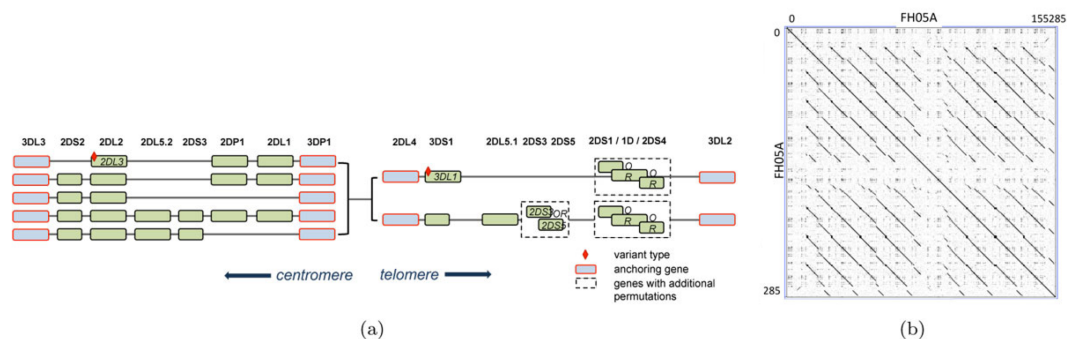 3DL3 2DS2 2DL2 2DL5.2 2DS3 2DP1 2DL1 3DP1 2DL4 3DS1 2DL5.1 2DS3 2DS5 2DS1 / 1D / 2DS4 3DL2
2DL3
3DL1
O
R
O
R
2DS3
OR
2DS5
O
R
O
R
centromere telomere
variant type
anchoring gene
genes with additional
permutations
(a)
0 FH05A 155285
0
FH05A
285
(b)